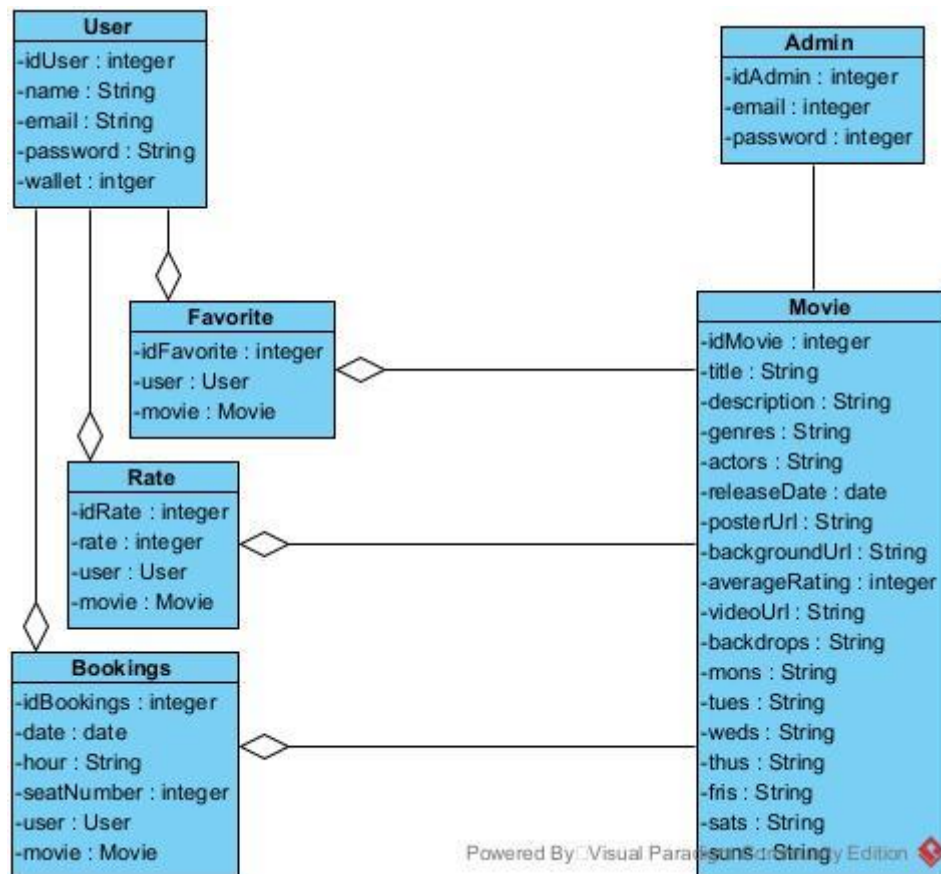 User
-idUser : integer
-name : String
-email : String
-password : String
-wallet : intger
Admin
-idAdmin : integer
-email : integer
-password : integer
Favorite
-idFavorite : integer
-user : User
-movie : Movie
Rate
-idRate : integer
-rate : integer
-user : User
-movie : Movie
Bookings
-idBookings : integer
-date : date
-hour : String
-seatNumber : integer
-user : User
-movie : Movie
Movie
-idMovie : integer
-title : String
-description : String
-genres : String
-actors : String
-releaseDate : date
-posterUrl : String
-backgroundUrl : String
-averageRating : integer
-videoUrl : String
-backdrops : String
-mons : String
-tues : String
-weds : String
-thus : String
-fris : String
-sats : String
-suns : String
Powered By Visual Paradigm Community Edition